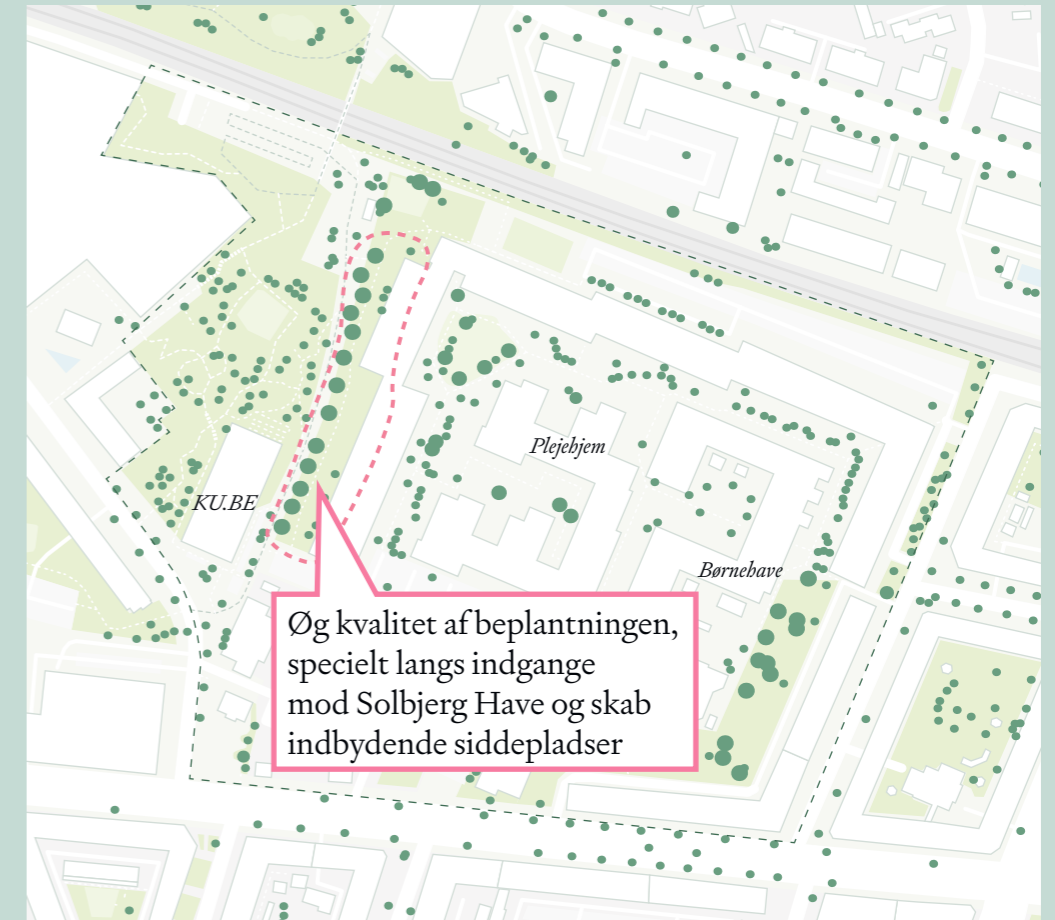 Plejehjem
KU.BE
Børnehave
Øg kvalitet af beplantningen,
specielt langs indgange
mod Solbjerg Have og skab
indbydende siddepladser